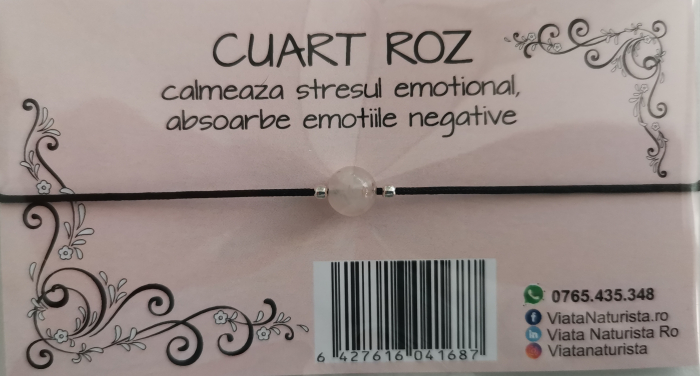 CUART ROZ
calmeaza stresul emotional,
absoarbe emotiile negative
0765.435.348
ViataNaturista.ro
Viata Naturista Ro
Viatanaturista
6 427616 041687